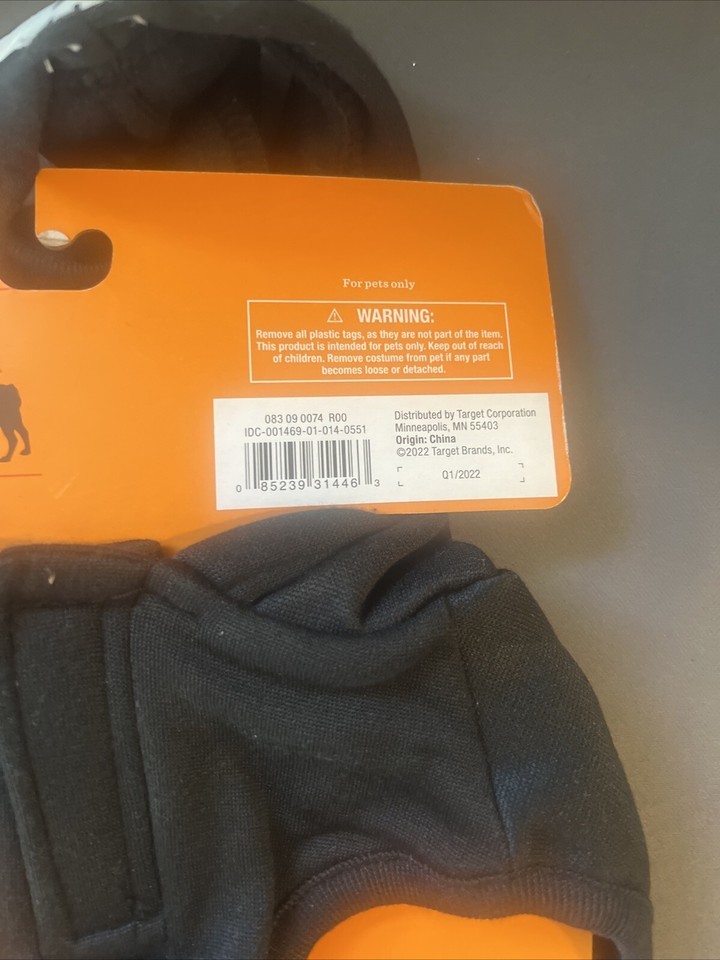 For pets only
⚠ WARNING:
Remove all plastic tags, as they are not part of the item.
This product is intended for pets only. Keep out of reach
of children. Remove costume from pet if any part
becomes loose or detached.
083 09 0074 R00
IDC-001469-01-014-0551
0 85239 31446 3
Distributed by Target Corporation
Minneapolis, MN 55403
Origin: China
©2022 Target Brands, Inc.
Q1/2022